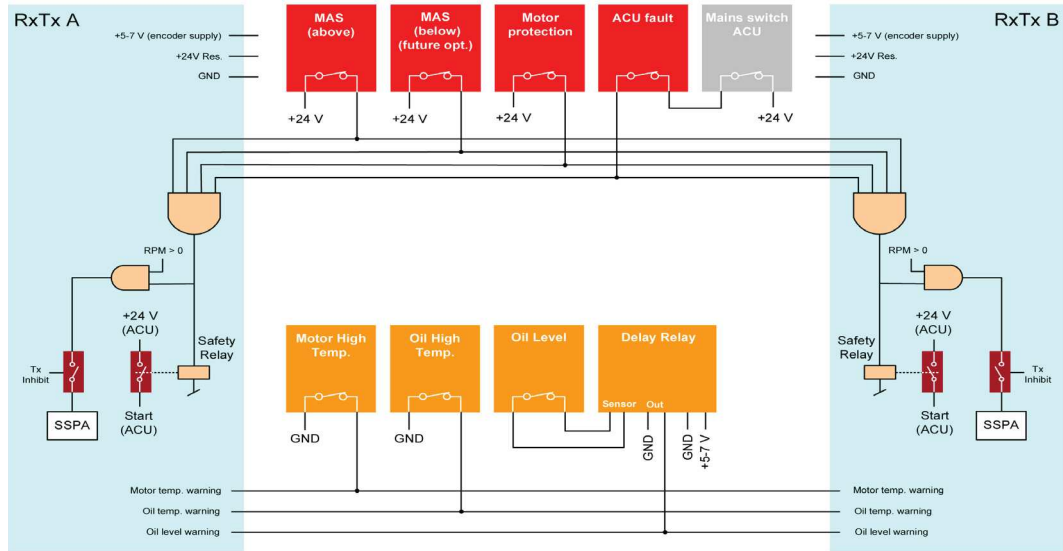 RxTx A
RxTx B
+5-7 V (encoder supply)
+24V Res.
GND
MAS
(above)
MAS
(below)
(future opt.)
Motor
protection
ACU fault
Mains switch
ACU
+5-7 V (encoder supply)
+24V Res.
GND
+24 V
+24 V
+24 V
+24 V
RPM > 0
RPM > 0
+24 V
(ACU)
Safety
Relay
Tx
Inhibit
SSPA
Start
(ACU)
Motor High
Temp.
Oil High
Temp.
Oil Level
Delay Relay
Sensor
Out
GND
GND
GND
GND
+5-7 V
+24 V
(ACU)
Safety
Relay
Tx
Inhibit
Start
(ACU)
SSPA
Motor temp. warning
Motor temp. warning
Oil temp. warning
Oil temp. warning
Oil level warning
Oil level warning